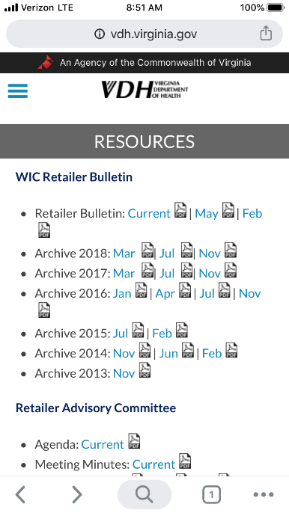 Verizon LTE 8:51 AM 100%
vdh.virginia.gov
An Agency of the Commonwealth of Virginia
VDH VIRGINIA
DEPARTMENT
OF HEALTH
RESOURCES
WIC Retailer Bulletin
Retailer Bulletin: Current | May | Feb
Archive 2018: Mar | Jul | Nov
Archive 2017: Mar | Jul | Nov
Archive 2016: Jan | Apr | Jul | Nov
Archive 2015: Jul | Feb
Archive 2014: Nov | Jun | Feb
Archive 2013: Nov
Retailer Advisory Committee
Agenda: Current
Meeting Minutes: Current
1